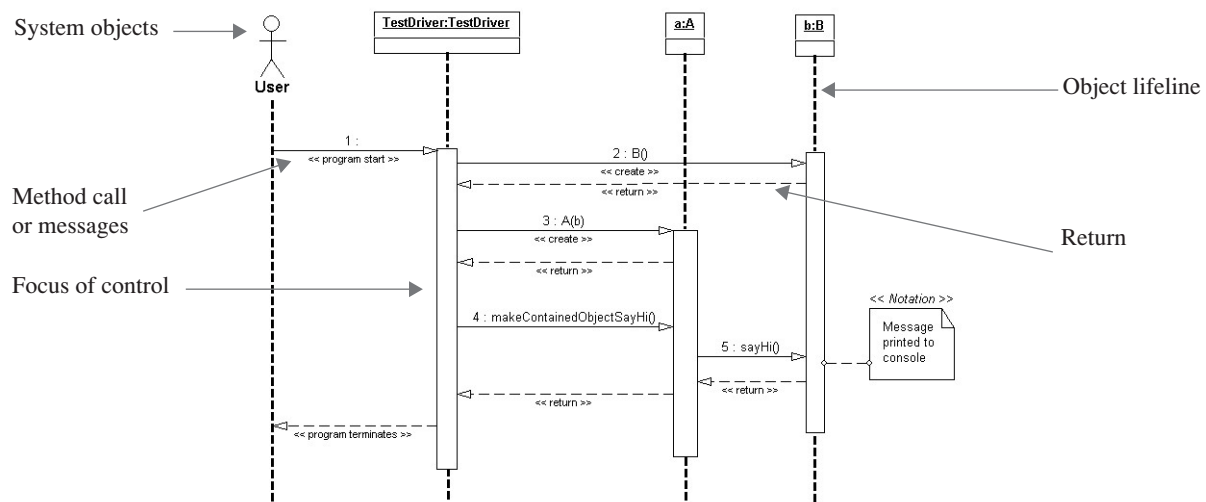 System objects
TestDriver:TestDriver
a:A
b:B
User
Object lifeline
1 :
<< program start >>
2 : B()
<< create >>
<< return >>
Method call
or messages
3 : A(b)
<< create >>
<< return >>
Return
Focus of control
4 : makeContainedObjectSayHi()
<< Notation >>
Message
printed to
console
5 : sayHi()
<< return >>
<< return >>
<< program terminates >>